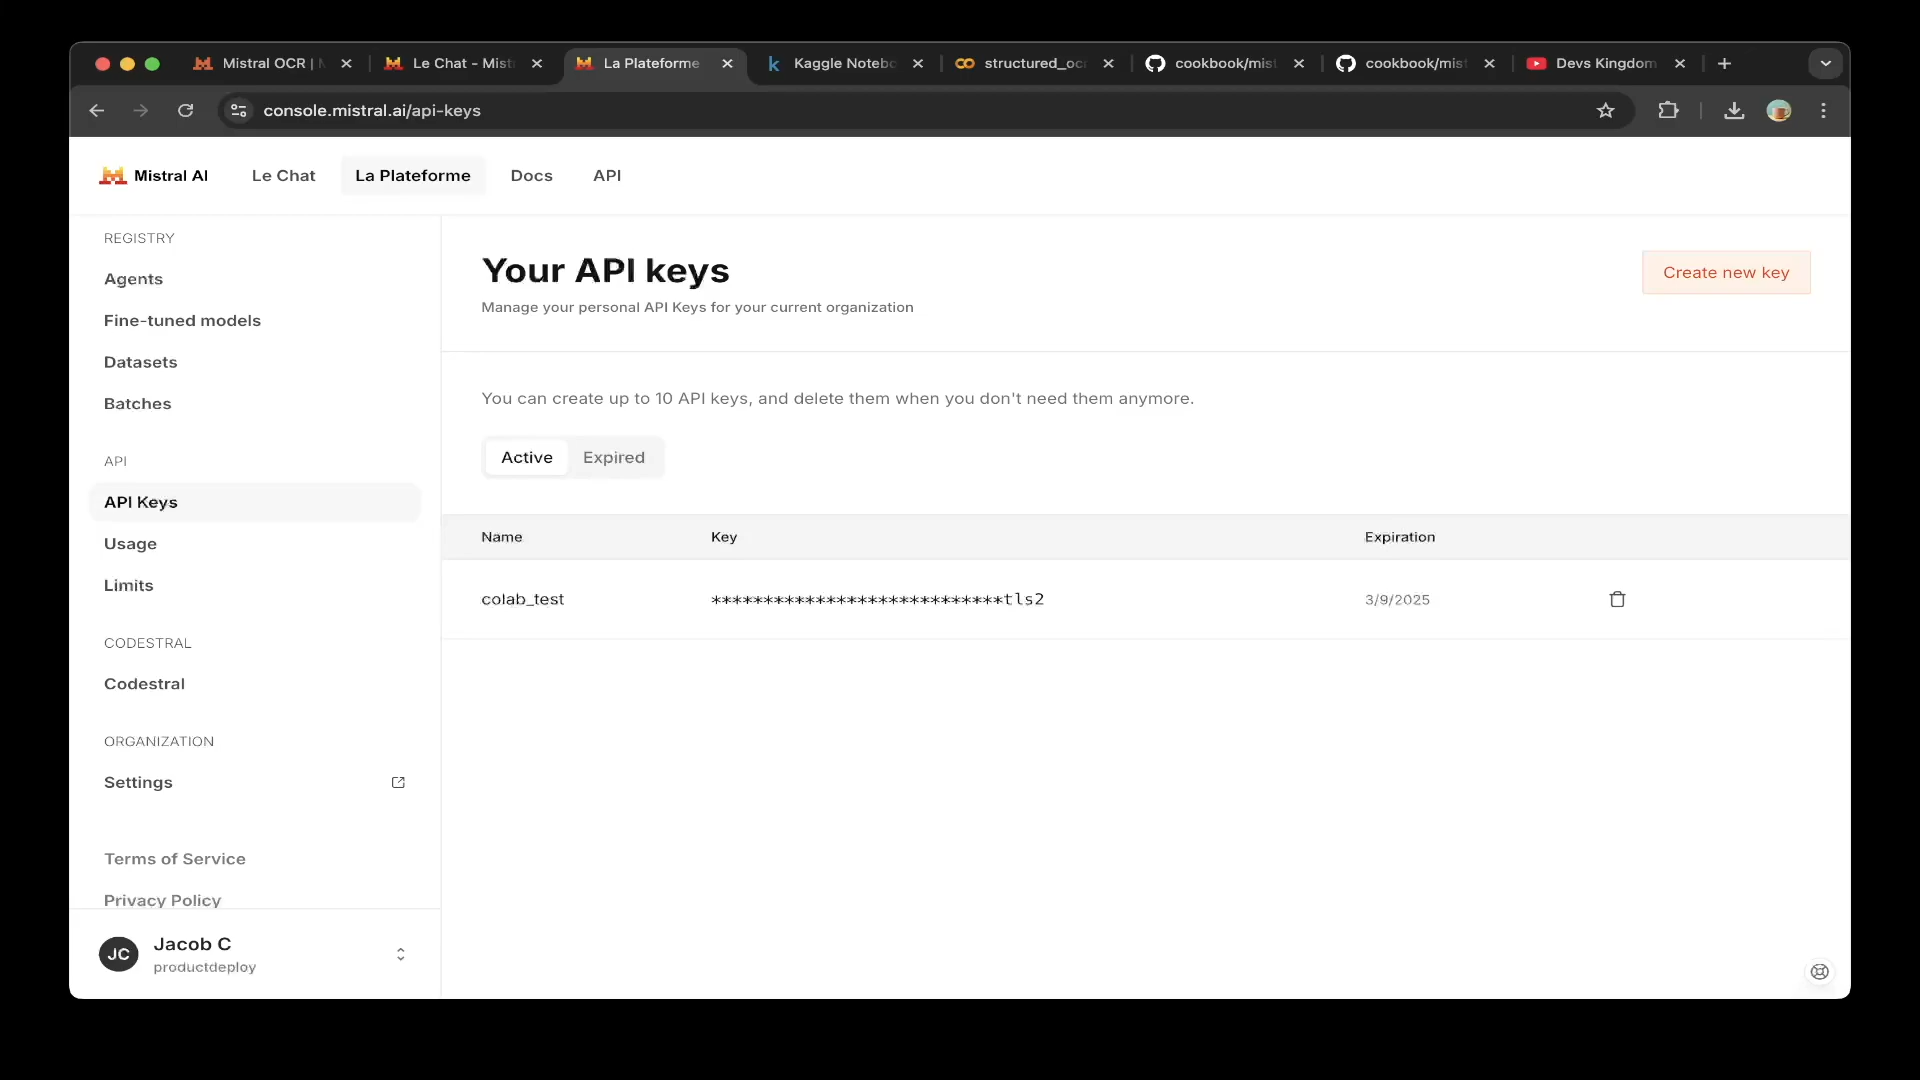 Mistral OCR |
Le Chat - Mist
La Plateforme
Kaggle Notebo
structured_oc
cookbook/mist
cookbook/mist
Devs Kingdom
console.mistral.ai/api-keys
Mistral AI
Le Chat
La Plateforme
Docs
API
REGISTRY
Agents
Fine-tuned models
Datasets
Batches
API
API Keys
Usage
Limits
CODESTRAL
Codestral
ORGANIZATION
Settings
Terms of Service
Privacy Policy
JC
Jacob C
productdeploy
Your API keys
Manage your personal API Keys for your current organization
Create new key
You can create up to 10 API keys, and delete them when you don't need them anymore.
Active Expired
Name Key Expiration
colab_test ****************************tls2 3/9/2025